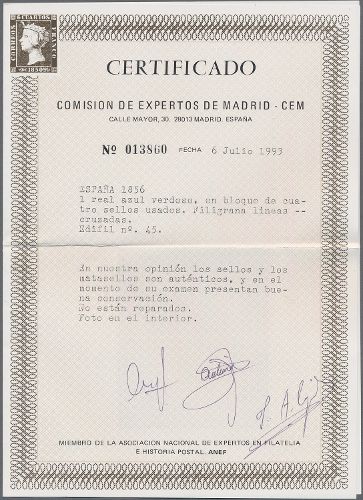 CERTIFICADO
COMISION DE EXPERTOS DE MADRID - CEM
CALLE MAYOR, 30. 28013 MADRID. ESPAÑA
Nº 013860 FECHA 6 Julio 1993
ESPAÑA 1856
1 real azul verdoso, en bloque de cua-
tro sellos usados. Filigrana lineas --
cruzadas.
Edifil nº. 45.
En nuestra opinión los sellos y los
matasellos son auténticos, y en el
momento de su examen presentan bue-
na conservación.
No están reparados.
Foto en el interior.
MIEMBRO DE LA ASOCIACION NACIONAL DE EXPERTOS EN FILATELIA
E HISTORIA POSTAL. ANEF